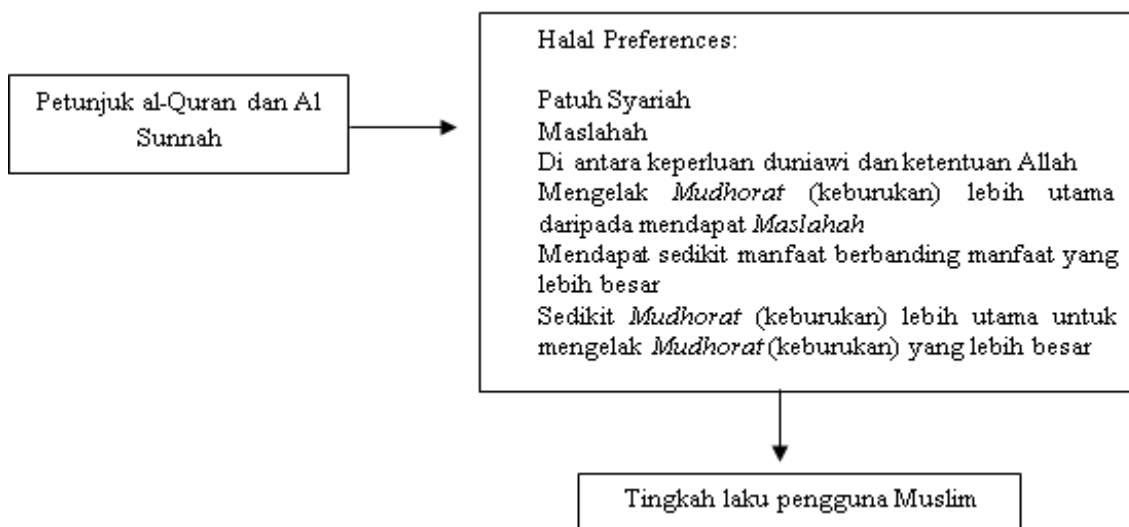 Petunjuk al-Quran dan Al
Sunnah
Halal Preferences:
Patuh Syariah
Maslahah
Di antara keperluan duniawi dan ketentuan Allah
Mengelak Mudhorat (keburukan) lebih utama
daripada mendapat Maslahah
Mendapat sedikit manfaat berbanding manfaat yang
lebih besar
Sedikit Mudhorat (keburukan) lebih utama untuk
mengelak Mudhorat (keburukan) yang lebih besar
Tingkah laku pengguna Muslim